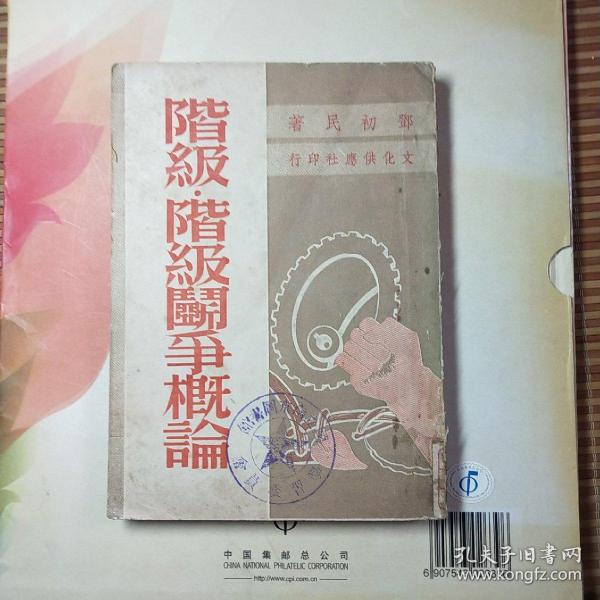 階級·階級鬭爭概論
著民初鄧
行印社應供化文
中国集邮总公司
CHINA NATIONAL PHILATELIC CORPORATION
http://www.cpi.com.cn
孔夫子旧书网
www.kongfz.com